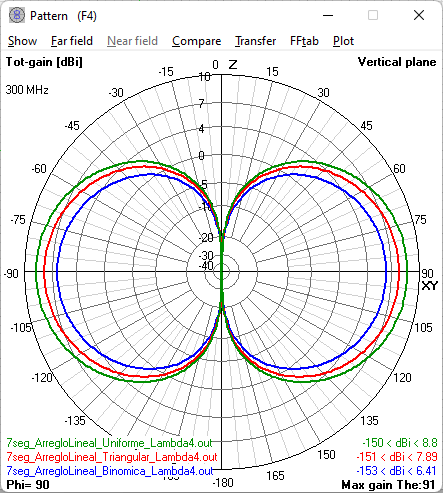 Pattern (F4)
Show Far field Near field Compare Transfer FFtab Plot
Tot-gain [dBi] 0 Z Vertical plane
300 MHz
-15 15
-30 30
-45 45
-60 60
-75 75
-90 90
XY
-105 105
-120 120
-135 135
-150 150
-165 165
-180
10
7
4
0
-5
-10
-20
-30
-40
7seg_ArregloLineal_Uniforme_Lambda4.out -150 < dBi < 8.8
7seg_ArregloLineal_Triangular_Lambda4.out -151 < dBi < 7.89
7seg_ArregloLineal_Binomica_Lambda4.out -153 < dBi < 6.41
Phi= 90 Max gain The:91